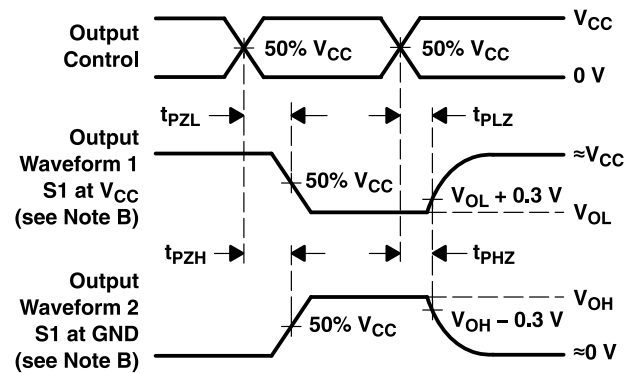 Output
Control
50% VCC
50% VCC
VCC
0 V
tPZL
tPLZ
Output
Waveform 1
S1 at VCC
(see Note B)
50% VCC
VOL + 0.3 V
≈VCC
VOL
tPZH
tPHZ
Output
Waveform 2
S1 at GND
(see Note B)
50% VCC
VOH − 0.3 V
VOH
≈0 V